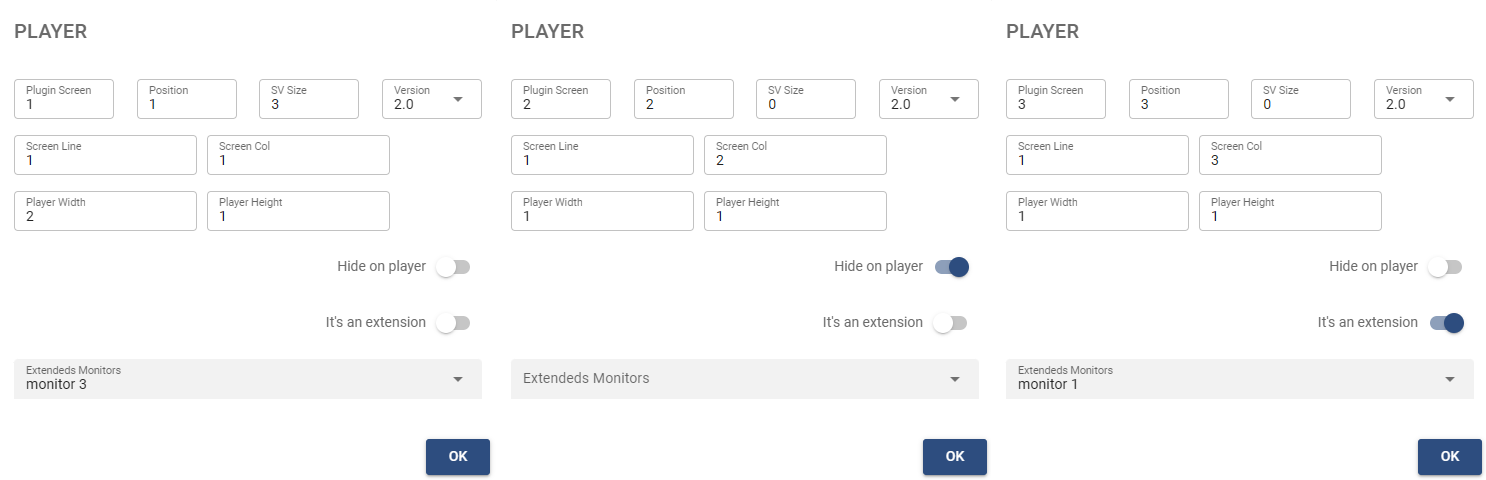 PLAYER
Plugin Screen
1
Position
1
SV Size
3
Version
2.0
Screen Line
1
Screen Col
1
Player Width
2
Player Height
1
Hide on player
It's an extension
Extendeds Monitors
monitor 3
OK
PLAYER
Plugin Screen
2
Position
2
SV Size
0
Version
2.0
Screen Line
1
Screen Col
2
Player Width
1
Player Height
1
Hide on player
It's an extension
Extendeds Monitors
OK
PLAYER
Plugin Screen
3
Position
3
SV Size
0
Version
2.0
Screen Line
1
Screen Col
3
Player Width
1
Player Height
1
Hide on player
It's an extension
Extendeds Monitors
monitor 1
OK